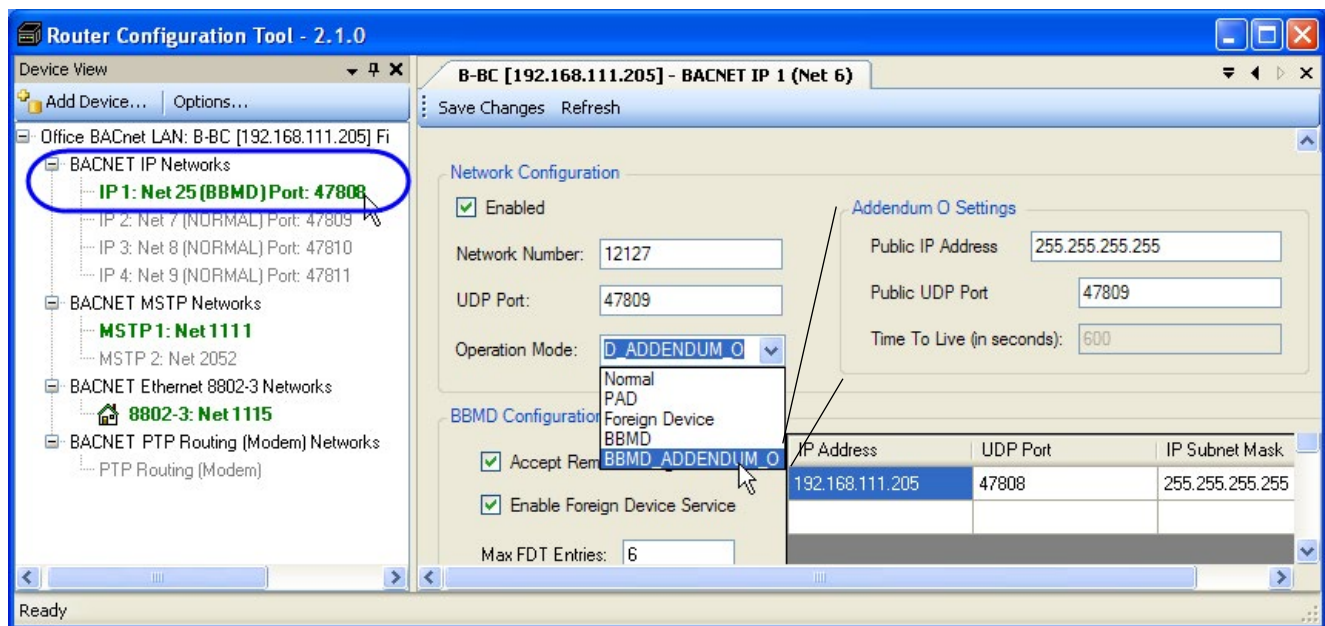 Router Configuration Tool - 2.1.0
Device View
Add Device... Options...
Office BACnet LAN: B-BC [192.168.111.205] Fi
BACNET IP Networks
IP 1: Net 25 (BBMD) Port: 47808
IP 2: Net 7 (NORMAL) Port: 47809
IP 3: Net 8 (NORMAL) Port: 47810
IP 4: Net 9 (NORMAL) Port: 47811
BACNET MSTP Networks
MSTP 1: Net 1111
MSTP 2: Net 2052
BACNET Ethernet 8802-3 Networks
8802-3: Net 1115
BACNET PTP Routing (Modem) Networks
PTP Routing (Modem)
B-BC [192.168.111.205] - BACNET IP 1 (Net 6)
Save Changes Refresh
Network Configuration
Enabled
Network Number: 12127
UDP Port: 47809
Operation Mode: D_ADDENDUM_O
Normal
PAD
Foreign Device
BBMD
BBMD_ADDENDUM_O
Addendum O Settings
Public IP Address 255.255.255.255
Public UDP Port 47809
Time To Live (in seconds): 600
BBMD Configuration
Accept Rem
Enable Foreign Device Service
Max FDT Entries: 6
IP Address UDP Port IP Subnet Mask
192.168.111.205 47808 255.255.255.255
Ready